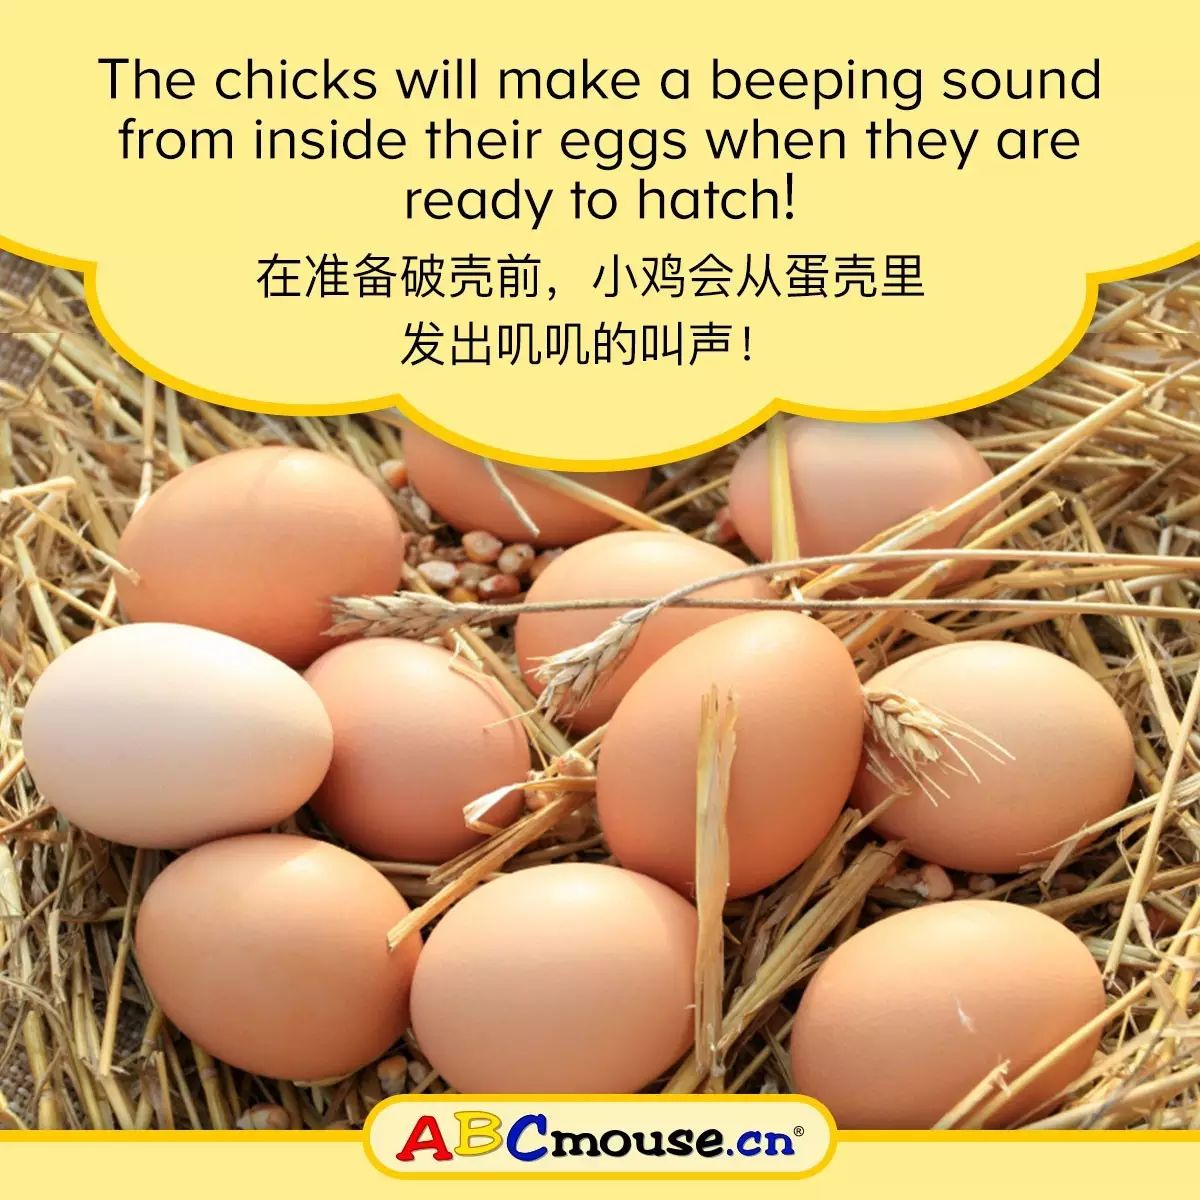 The chicks will make a beeping sound
from inside their eggs when they are
ready to hatch!
在准备破壳前，小鸡会从蛋壳里
发出叽叽的叫声！
ABCmouse.cn®